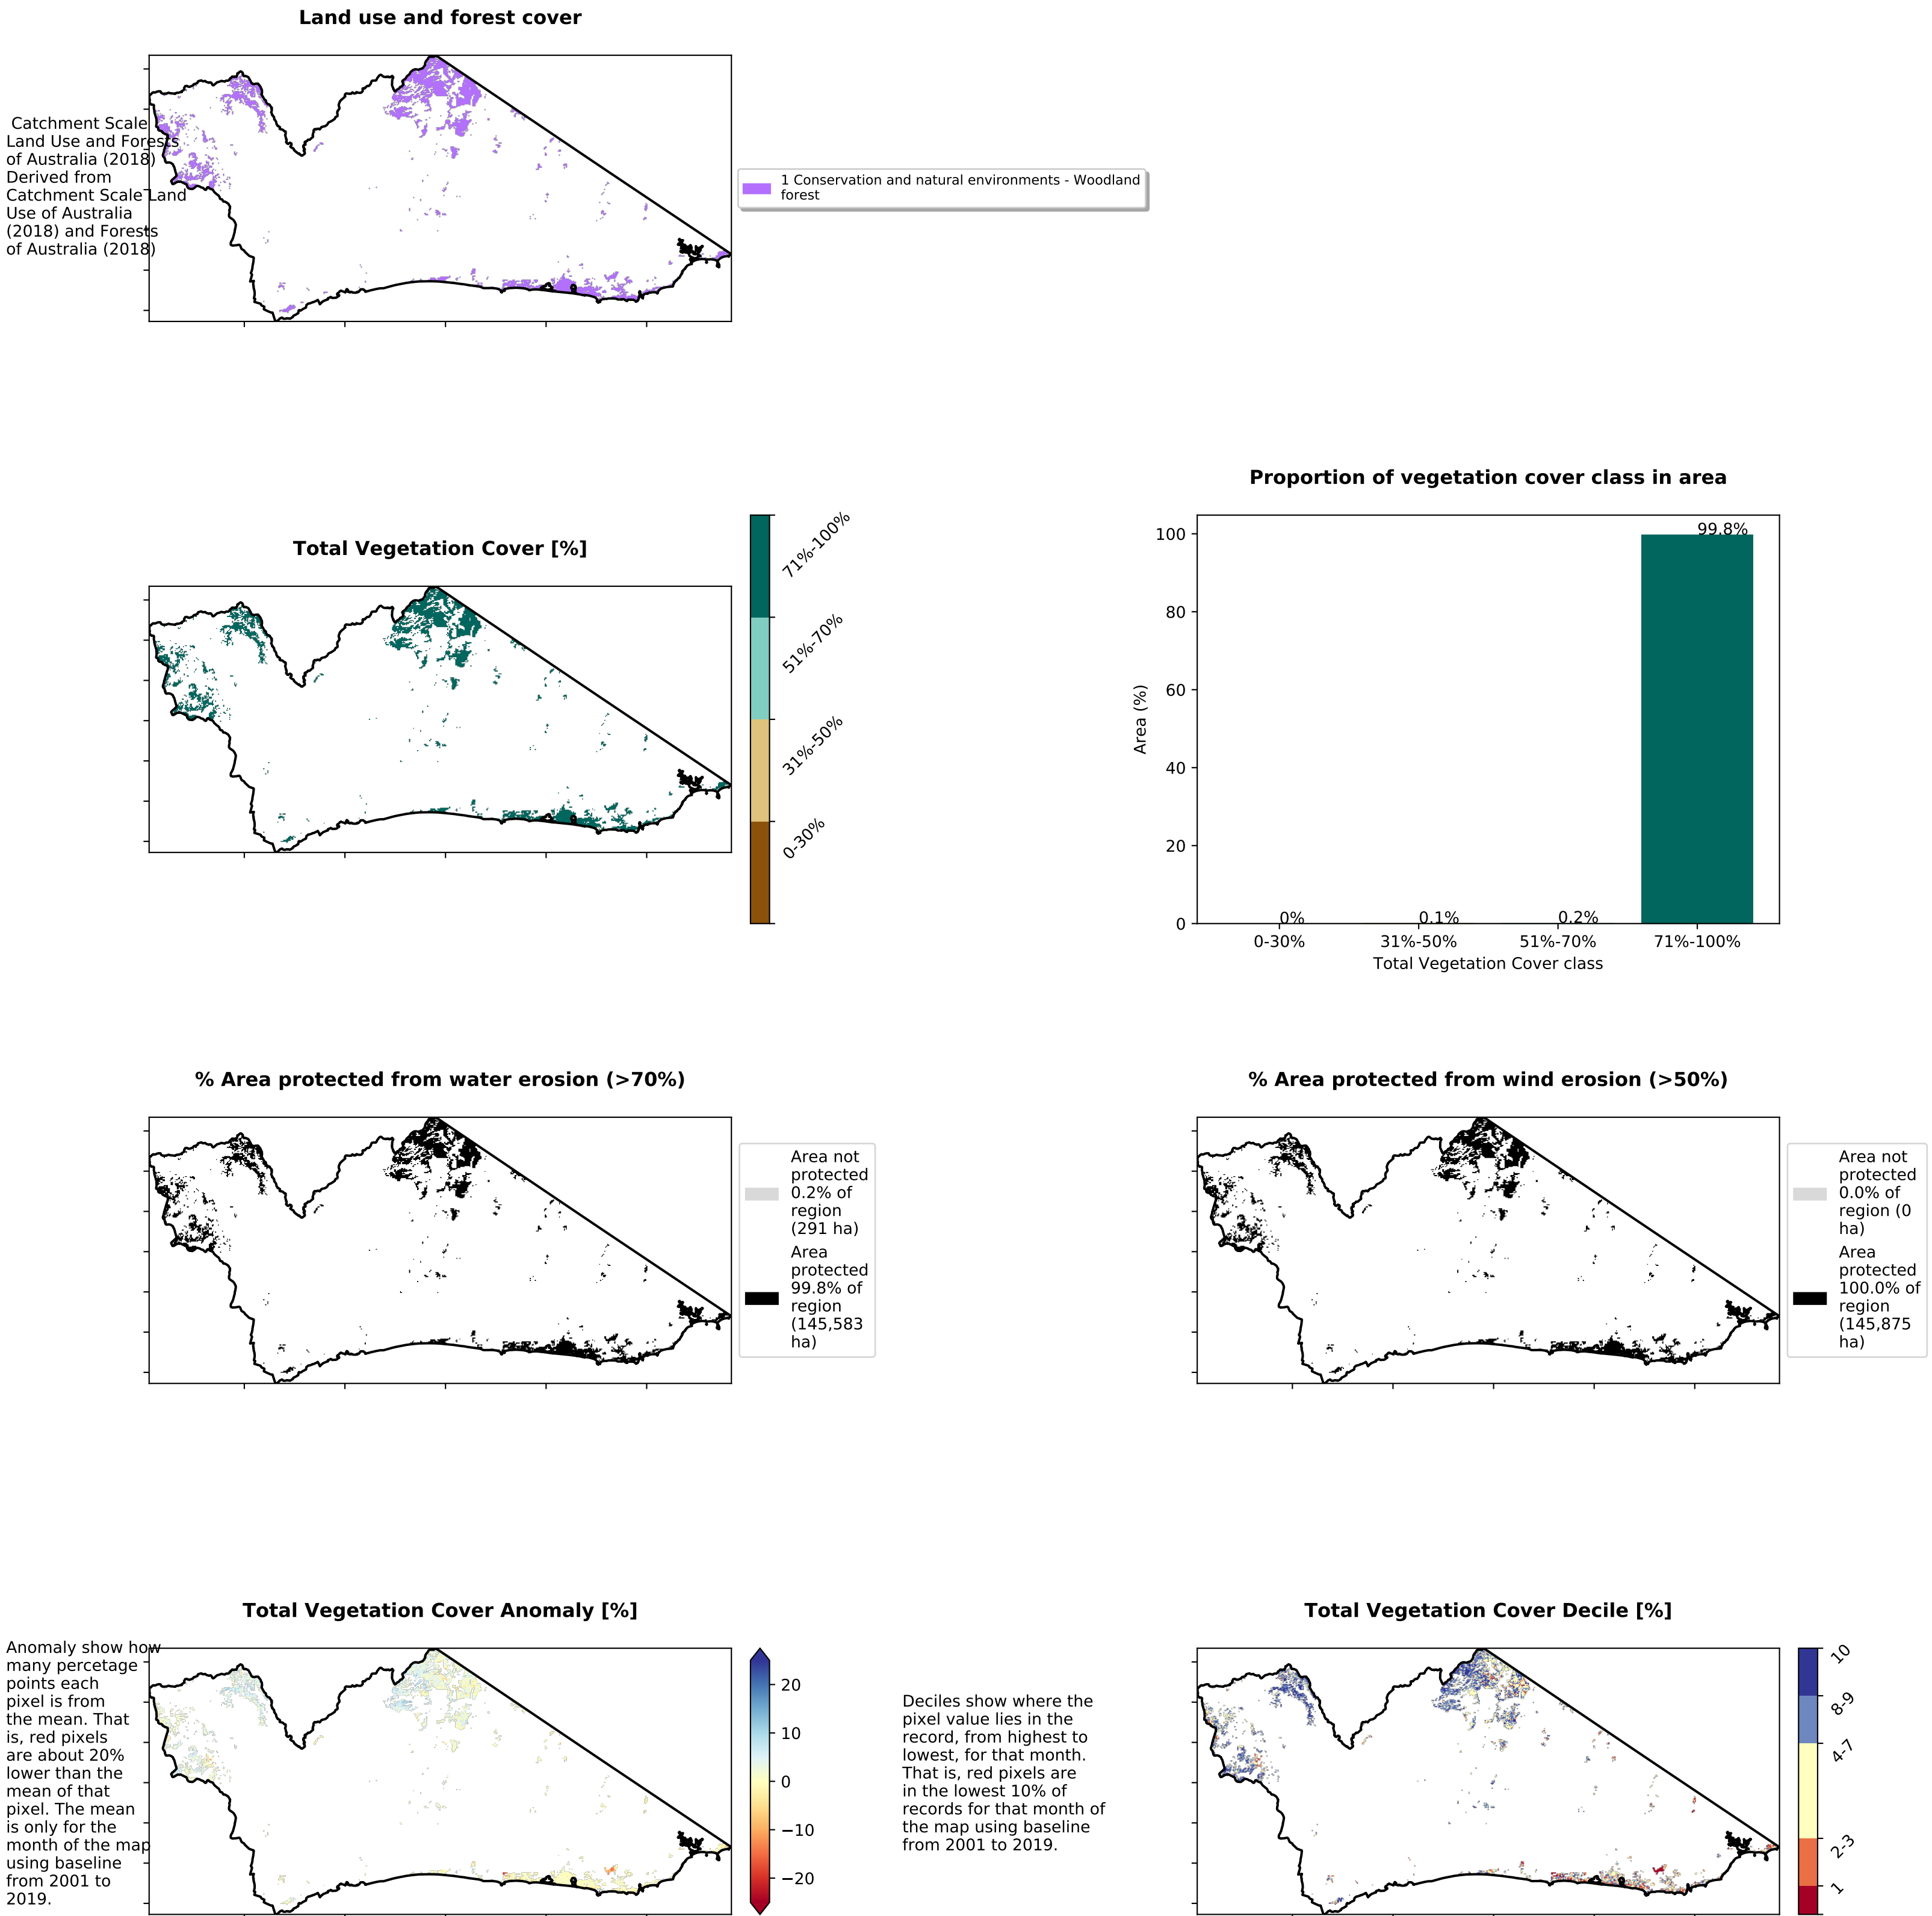 Land use and forest cover
Catchment Scale
Land Use and Forests
of Australia (2018)
Derived from
Catchment Scale Land
Use of Australia
(2018) and Forests
of Australia (2018)
1 Conservation and natural environments - Woodland
forest
Total Vegetation Cover [%]
71%-100%
51%-70%
31%-50%
0-30%
Proportion of vegetation cover class in area
Area (%)
100
80
60
40
20
0
0%
0.1%
0.2%
99.8%
0-30%
31%-50%
51%-70%
71%-100%
Total Vegetation Cover class
% Area protected from water erosion (>70%)
Area not
protected
0.2% of
region
(291 ha)
Area
protected
99.8% of
region
(145,583
ha)
% Area protected from wind erosion (>50%)
Area not
protected
0.0% of
region (0
ha)
Area
protected
100.0% of
region
(145,875
ha)
Total Vegetation Cover Anomaly [%]
Anomaly show how
many percetage
points each
pixel is from
the mean. That
is, red pixels
are about 20%
lower than the
mean of that
pixel. The mean
is only for the
month of the map
using baseline
from 2001 to
2019.
20
10
0
−10
−20
Total Vegetation Cover Decile [%]
Deciles show where the
pixel value lies in the
record, from highest to
lowest, for that month.
That is, red pixels are
in the lowest 10% of
records for that month of
the map using baseline
from 2001 to 2019.
10
8-9
4-7
2-3
1